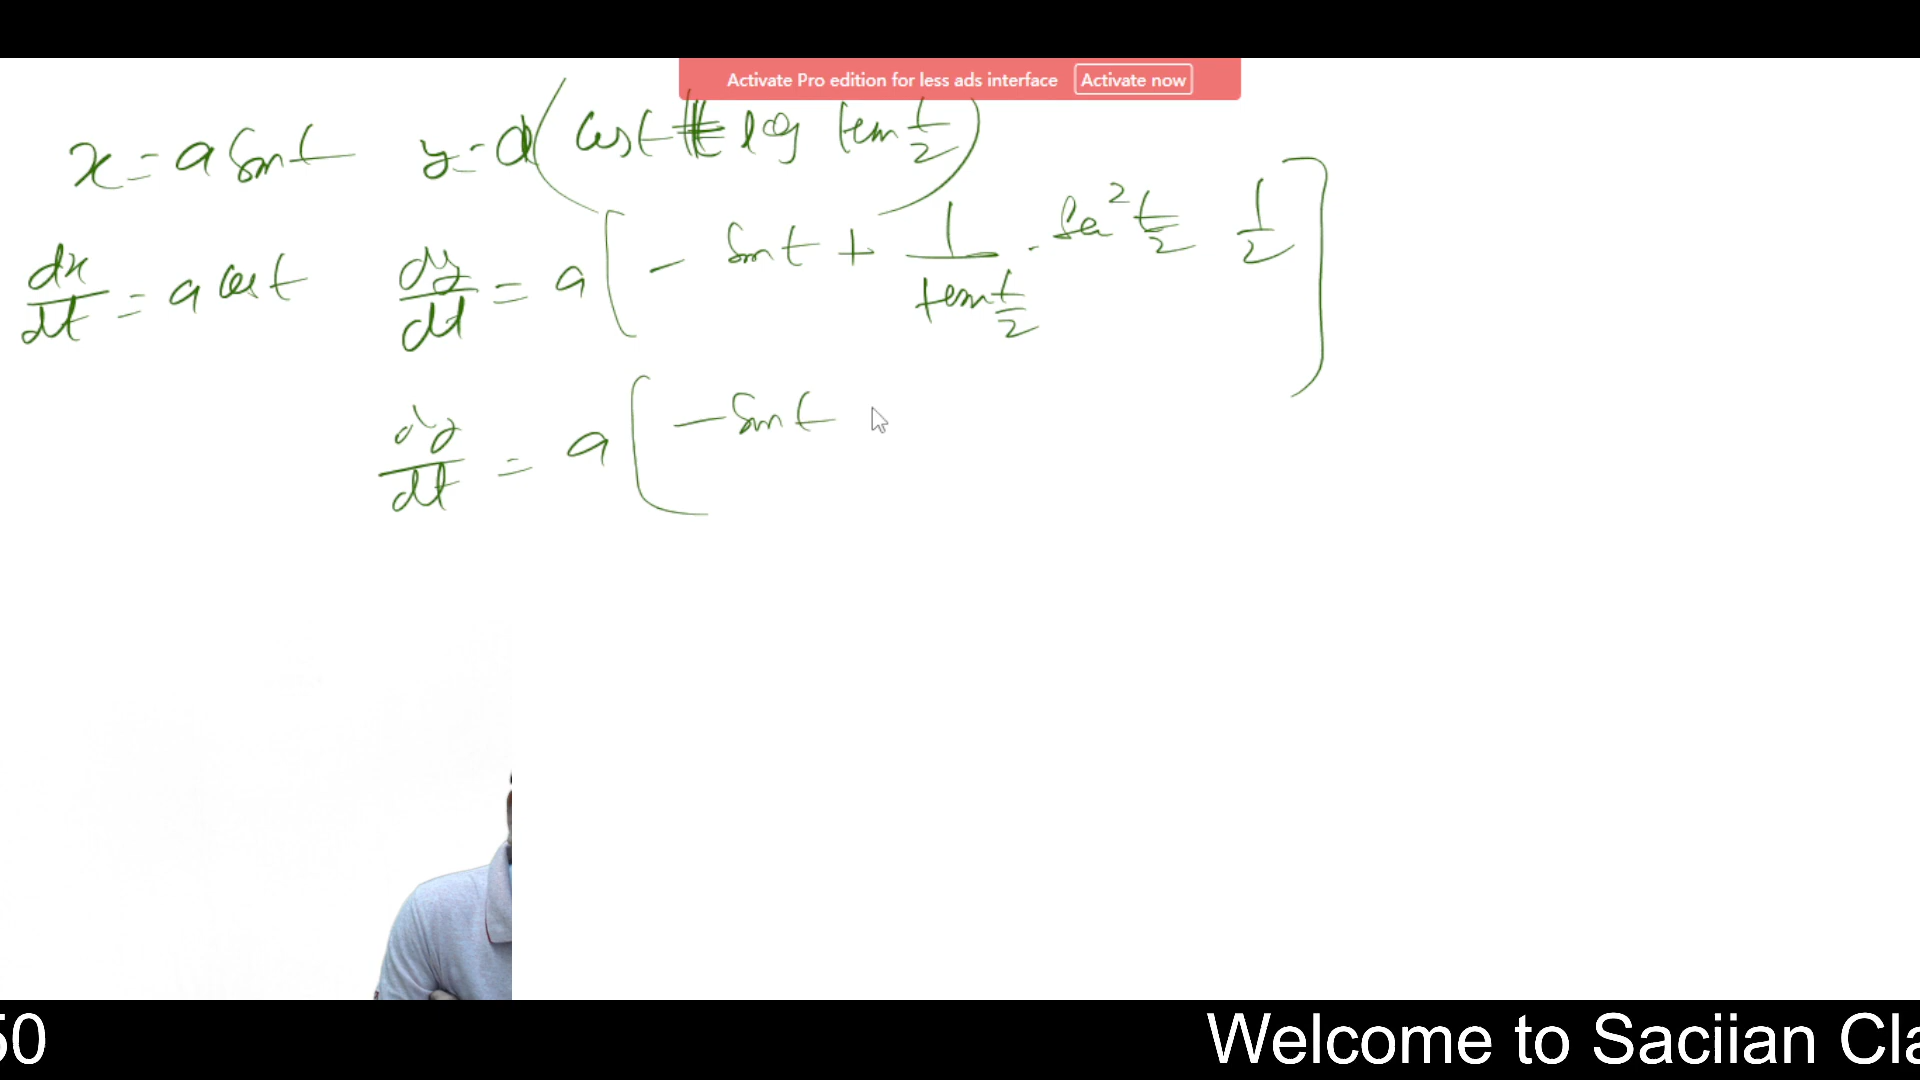 Activate Pro edition for less ads interface Activate now
x = a sin t y = a ( cos t + log tan t/2 )
dx/dt = a cos t dy/dt = a [ - sin t + 1/(tan t/2) . sec² t/2 1/2 ]
dy/dt = a [ - sin t
50
Welcome to Saciian Cla